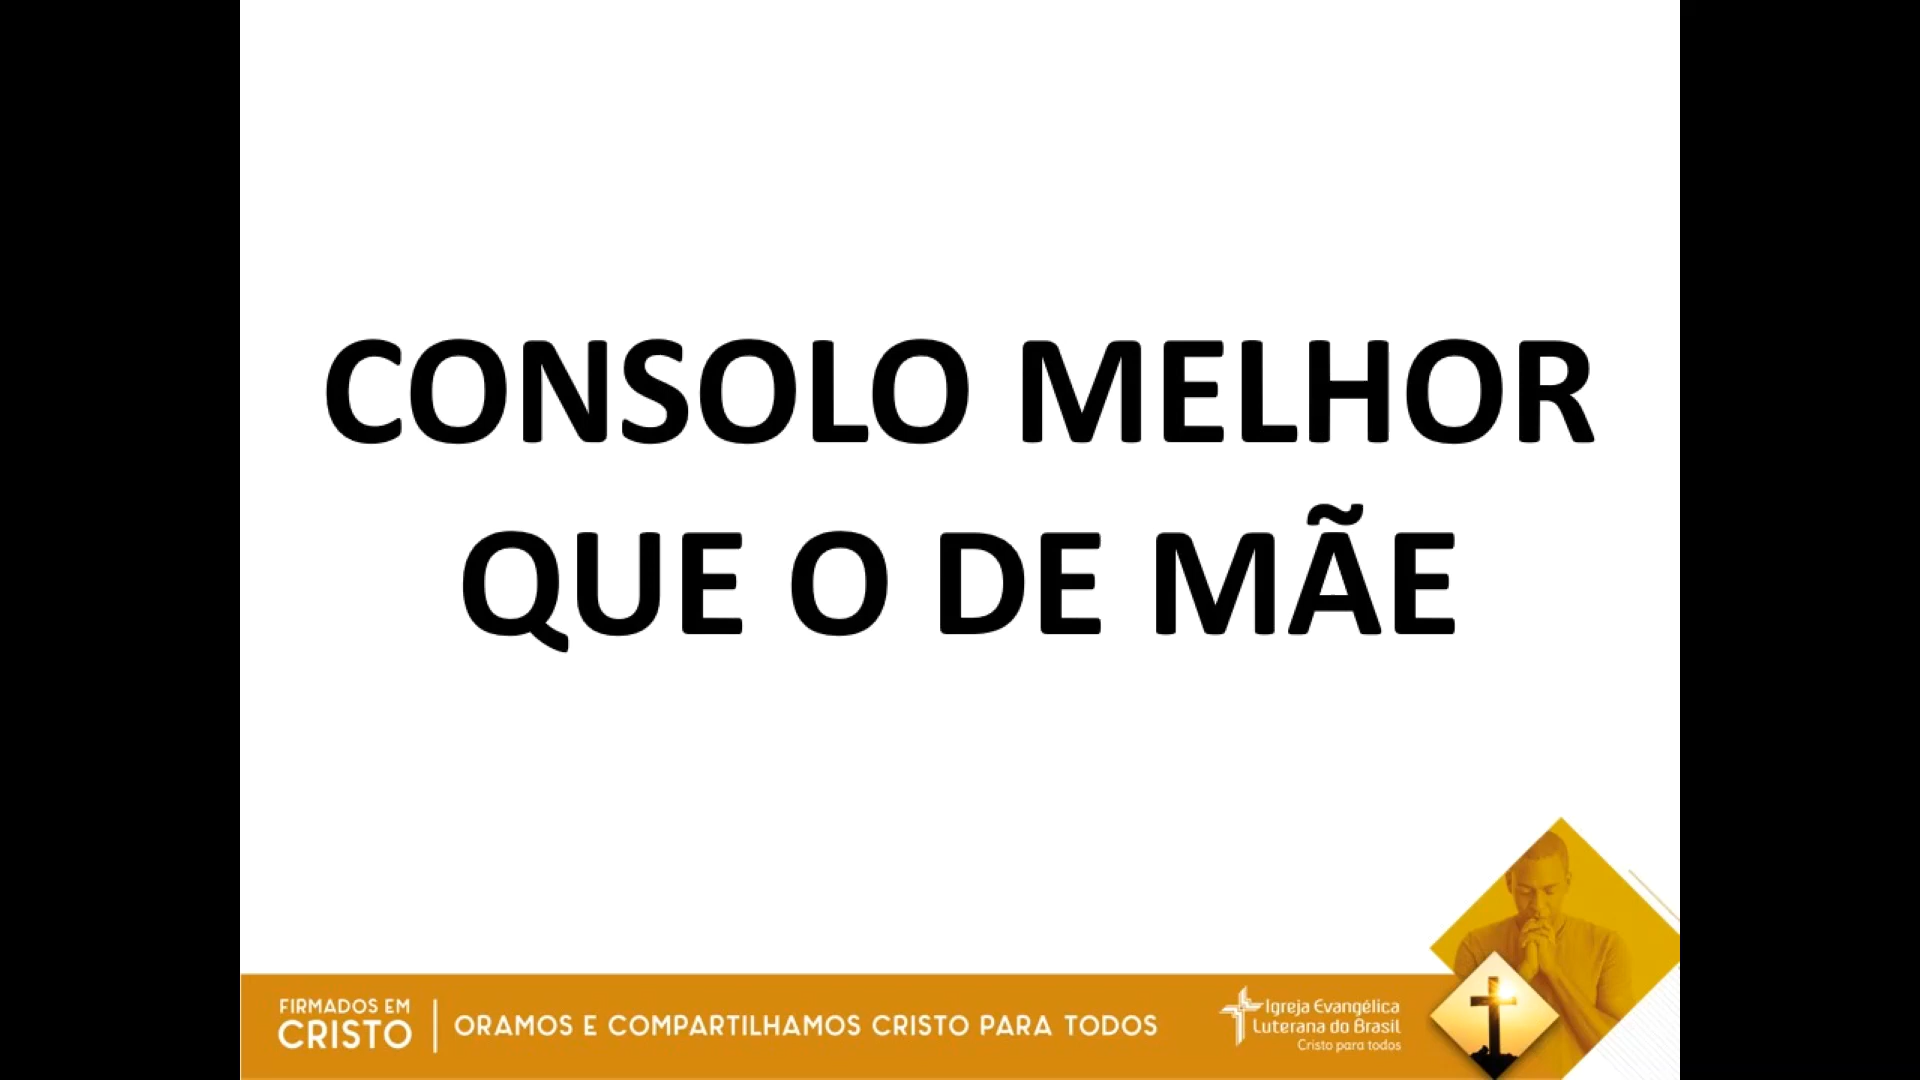 CONSOLO MELHOR
QUE O DE MÃE
FIRMADOS EM
CRISTO
ORAMOS E COMPARTILHAMOS CRISTO PARA TODOS
Igreja Evangélica
Luterana do Brasil
Cristo para todos